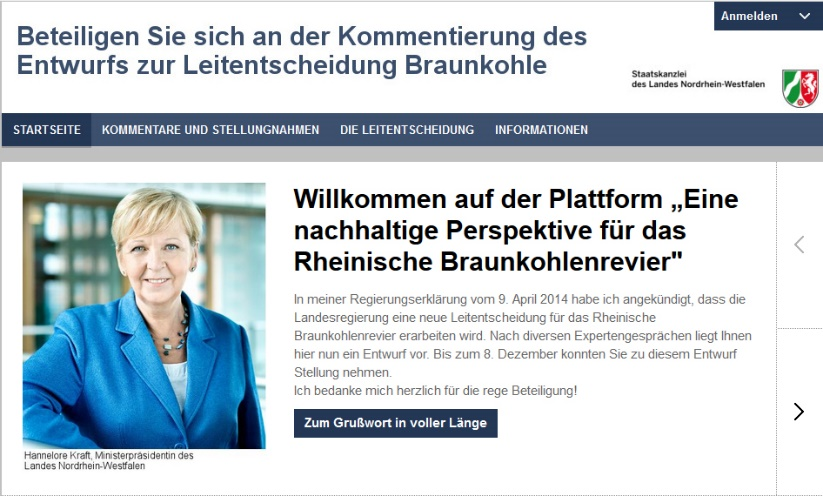 Anmelden
Beteiligen Sie sich an der Kommentierung des
Entwurfs zur Leitentscheidung Braunkohle
Staatskanzlei
des Landes Nordrhein-Westfalen
STARTSEITE KOMMENTARE UND STELLUNGNAHMEN DIE LEITENTSCHEIDUNG INFORMATIONEN
Willkommen auf der Plattform „Eine
nachhaltige Perspektive für das
Rheinische Braunkohlenrevier"
In meiner Regierungserklärung vom 9. April 2014 habe ich angekündigt, dass die
Landesregierung eine neue Leitentscheidung für das Rheinische
Braunkohlenrevier erarbeiten wird. Nach diversen Expertengesprächen liegt Ihnen
hier nun ein Entwurf vor. Bis zum 8. Dezember konnten Sie zu diesem Entwurf
Stellung nehmen.
Ich bedanke mich herzlich für die rege Beteiligung!
Zum Grußwort in voller Länge
Hannelore Kraft, Ministerpräsidentin des
Landes Nordrhein-Westfalen